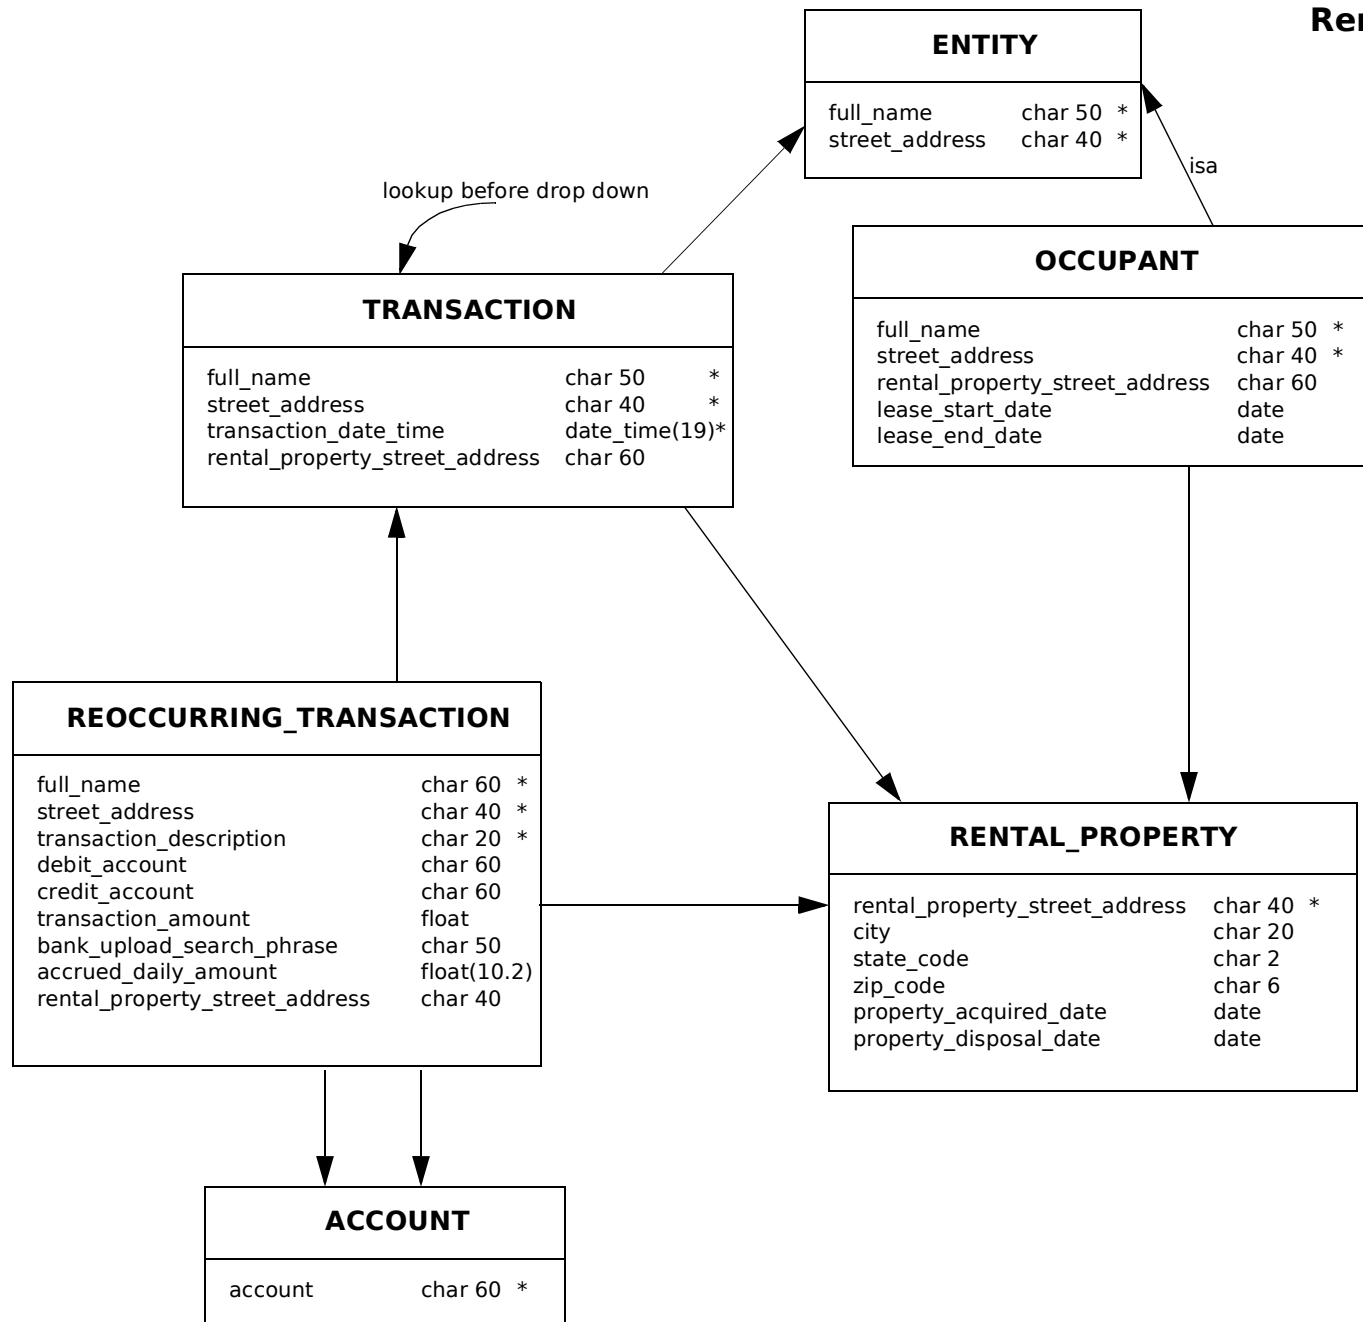 Ren
ENTITY
full_name char 50 *
street_address char 40 *
isa
lookup before drop down
OCCUPANT
full_name char 50 *
street_address char 40 *
rental_property_street_address char 60
lease_start_date date
lease_end_date date
TRANSACTION
full_name char 50 *
street_address char 40 *
transaction_date_time date_time(19)*
rental_property_street_address char 60
REOCCURRING_TRANSACTION
full_name char 60 *
street_address char 40 *
transaction_description char 20 *
debit_account char 60
credit_account char 60
transaction_amount float
bank_upload_search_phrase char 50
accrued_daily_amount float(10.2)
rental_property_street_address char 40
RENTAL_PROPERTY
rental_property_street_address char 40 *
city char 20
state_code char 2
zip_code char 6
property_acquired_date date
property_disposal_date date
ACCOUNT
account char 60 *